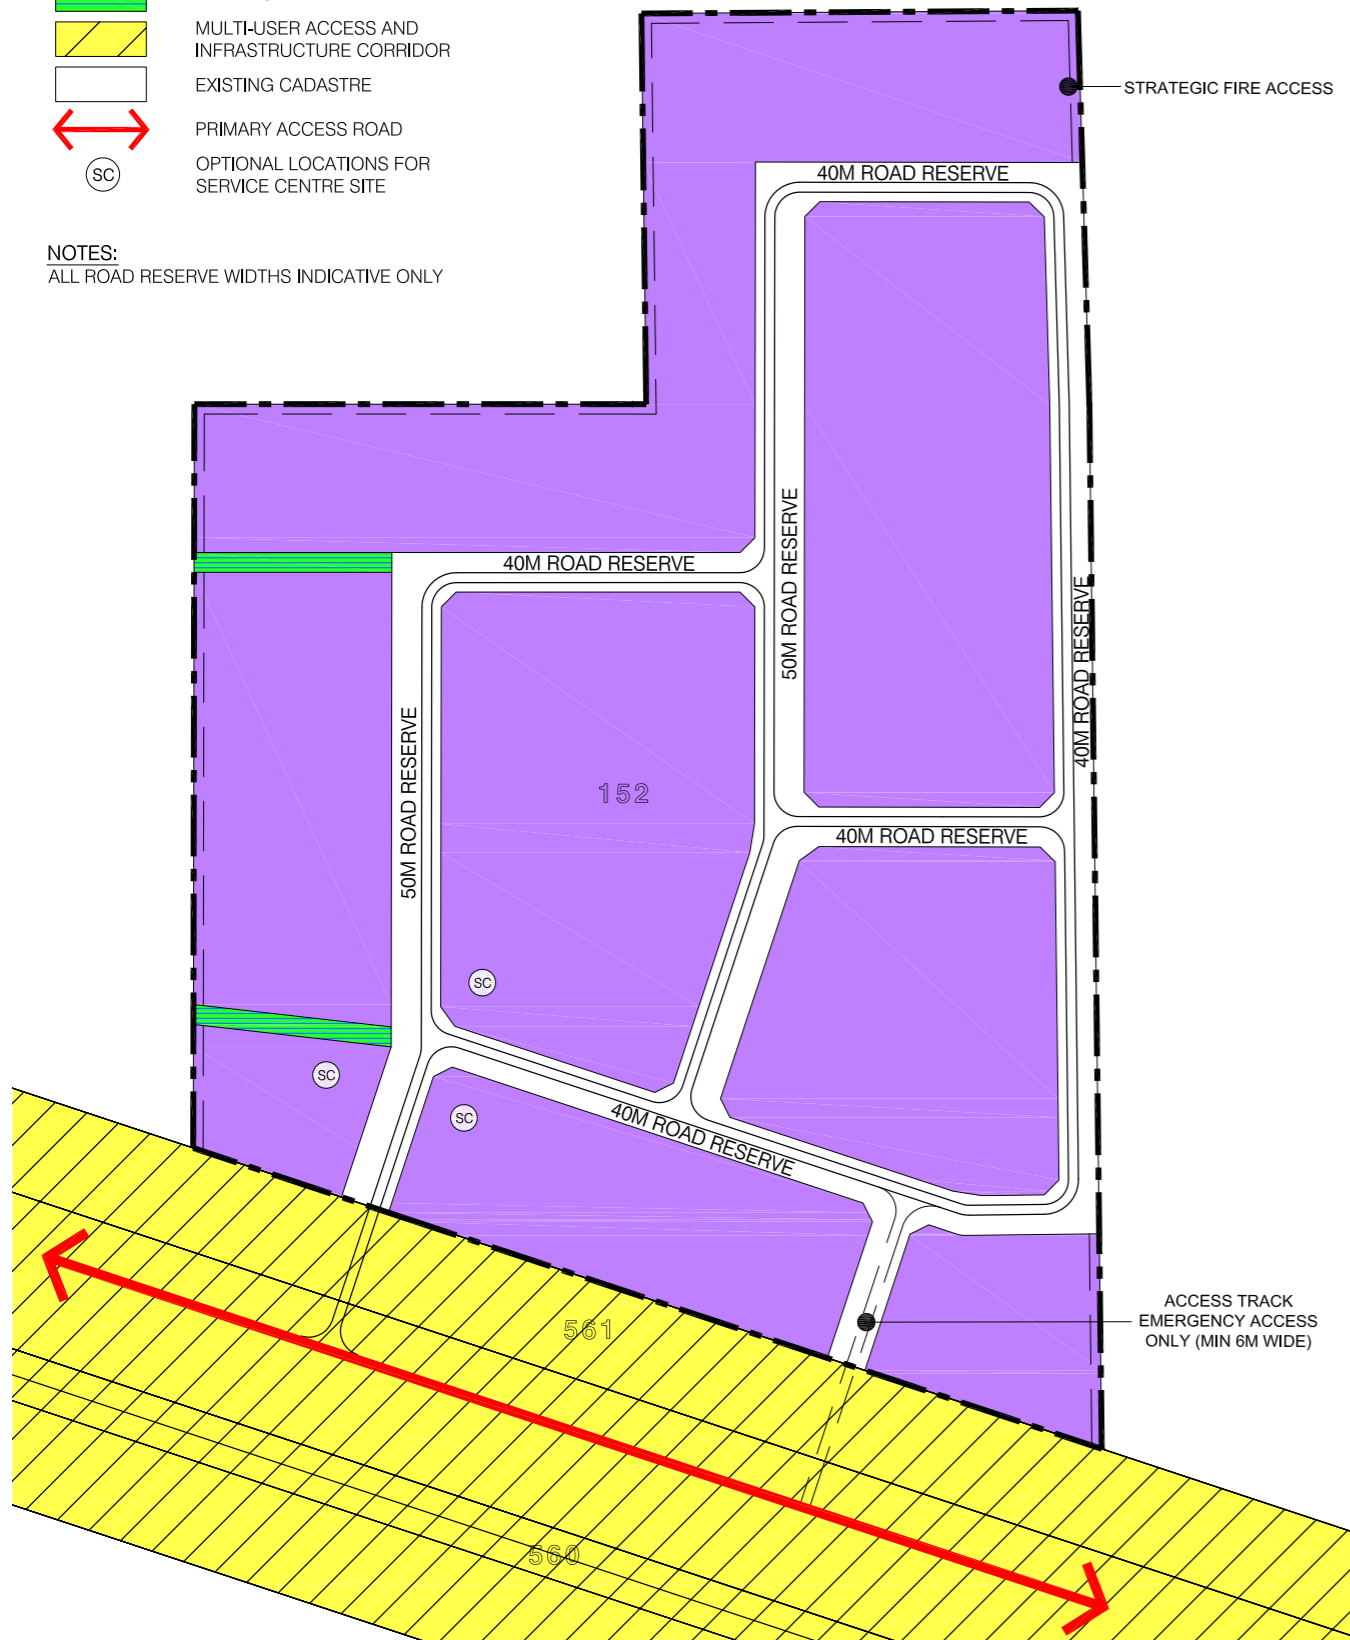 MULTI-USER ACCESS AND
INFRASTRUCTURE CORRIDOR
EXISTING CADASTRE
PRIMARY ACCESS ROAD
SC
OPTIONAL LOCATIONS FOR
SERVICE CENTRE SITE
NOTES:
ALL ROAD RESERVE WIDTHS INDICATIVE ONLY
STRATEGIC FIRE ACCESS
40M ROAD RESERVE
40M ROAD RESERVE
50M ROAD RESERVE
40M ROAD RESERVE
50M ROAD RESERVE
152
40M ROAD RESERVE
SC
SC
SC
40M ROAD RESERVE
ACCESS TRACK
EMERGENCY ACCESS
ONLY (MIN 6M WIDE)
561
560